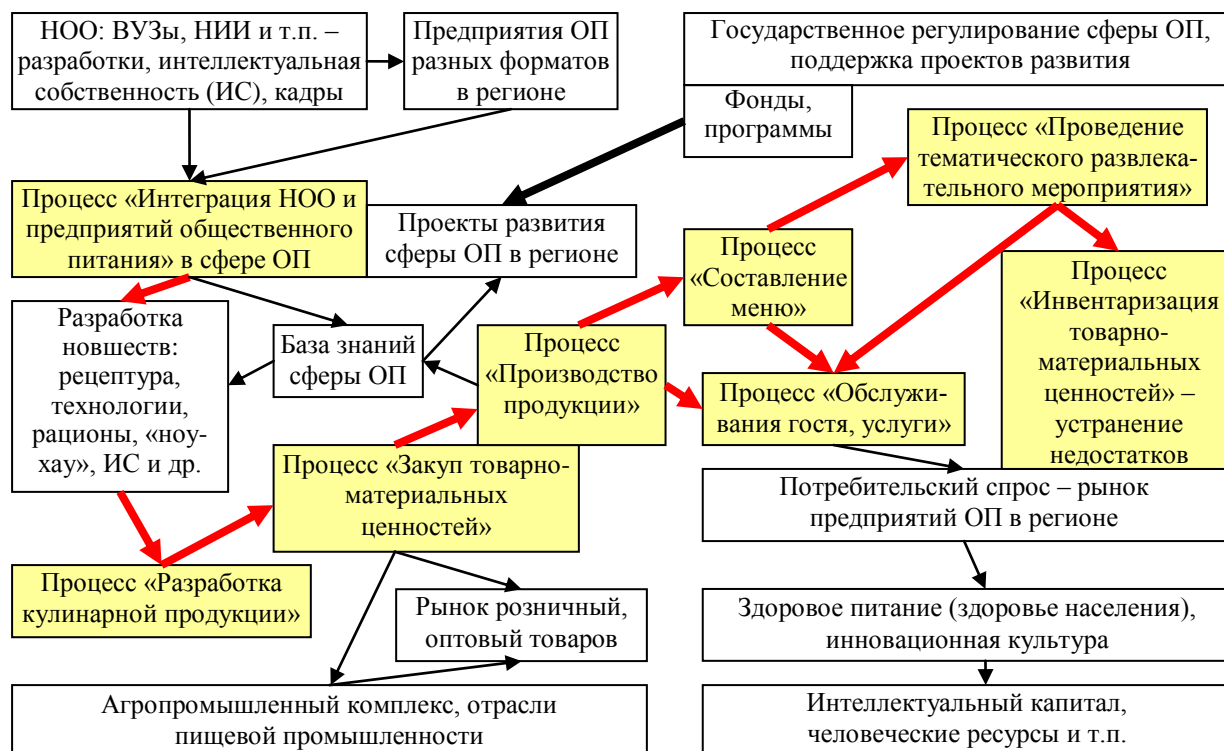 НОО: ВУЗы, НИИ и т.п. –
разработки, интеллектуальная
собственность (ИС), кадры
Предприятия ОП
разных форматов
в регионе
Государственное регулирование сферы ОП,
поддержка проектов развития
Фонды,
программы
Процесс «Проведение
тематического развлека-
тельного мероприятия»
Процесс «Интеграция НОО и
предприятий общественного
питания» в сфере ОП
Проекты развития
сферы ОП в регионе
Процесс
«Составление
меню»
Процесс
«Инвентаризация
товарно-
материальных
ценностей» –
устранение
недостатков
Разработка
новшеств:
рецептура,
технологии,
рационы, «ноу-
хау», ИС и др.
База знаний
сферы ОП
Процесс
«Производство
продукции»
Процесс «Обслужи-
вания гостя, услуги»
Процесс «Закуп товарно-
материальных
ценностей»
Потребительский спрос – рынок
предприятий ОП в регионе
Процесс «Разработка
кулинарной продукции»
Рынок розничный,
оптовый товаров
Здоровое питание (здоровье населения),
инновационная культура
Агропромышленный комплекс, отрасли
пищевой промышленности
Интеллектуальный капитал,
человеческие ресурсы и т.п.